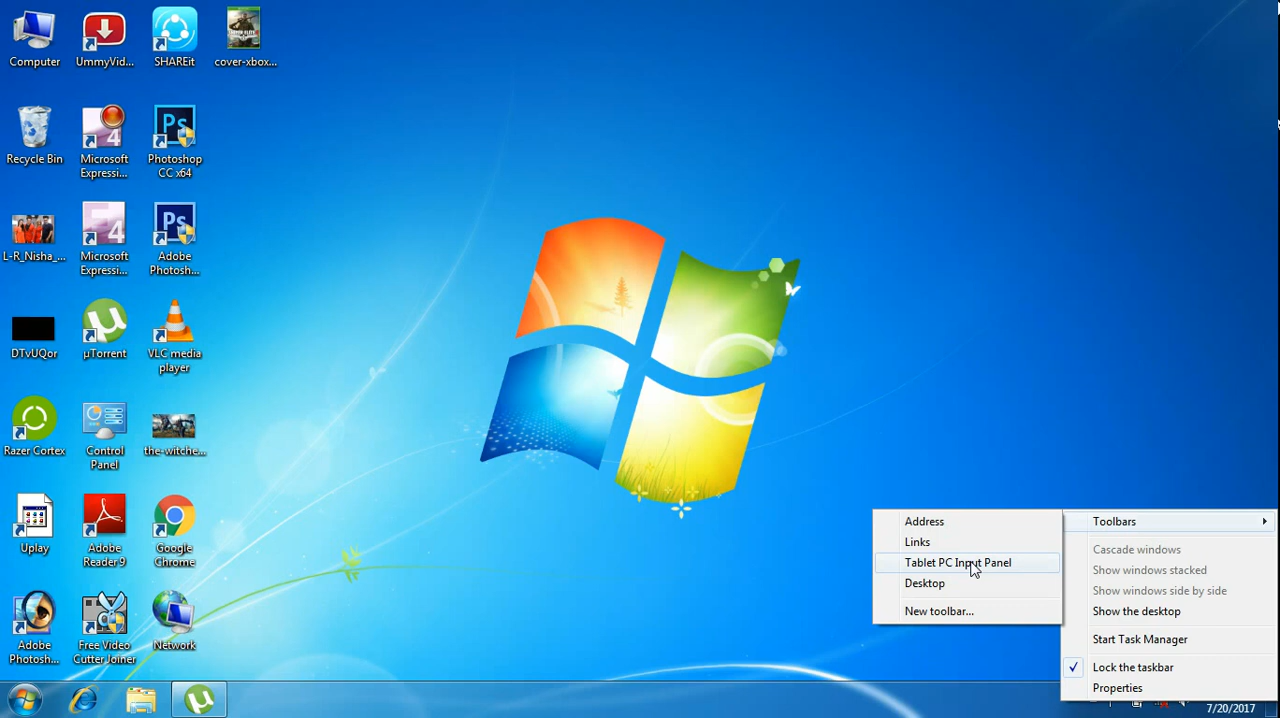 Computer
UmmyVid...
SHAREit
cover-xbox...
Recycle Bin
Microsoft
Expressi...
Photoshop
CC x64
L-R_Nisha_...
Microsoft
Expressi...
Adobe
Photosh...
DTvUQor
µTorrent
VLC media
player
Razer Cortex
Control
Panel
the-witche...
Uplay
Adobe
Reader 9
Google
Chrome
Adobe
Photosh...
Free Video
Cutter Joiner
Network
Address
Links
Tablet PC Input Panel
Desktop
New toolbar...
Toolbars
Cascade windows
Show windows stacked
Show windows side by side
Show the desktop
Start Task Manager
Lock the taskbar
Properties
7/20/2017